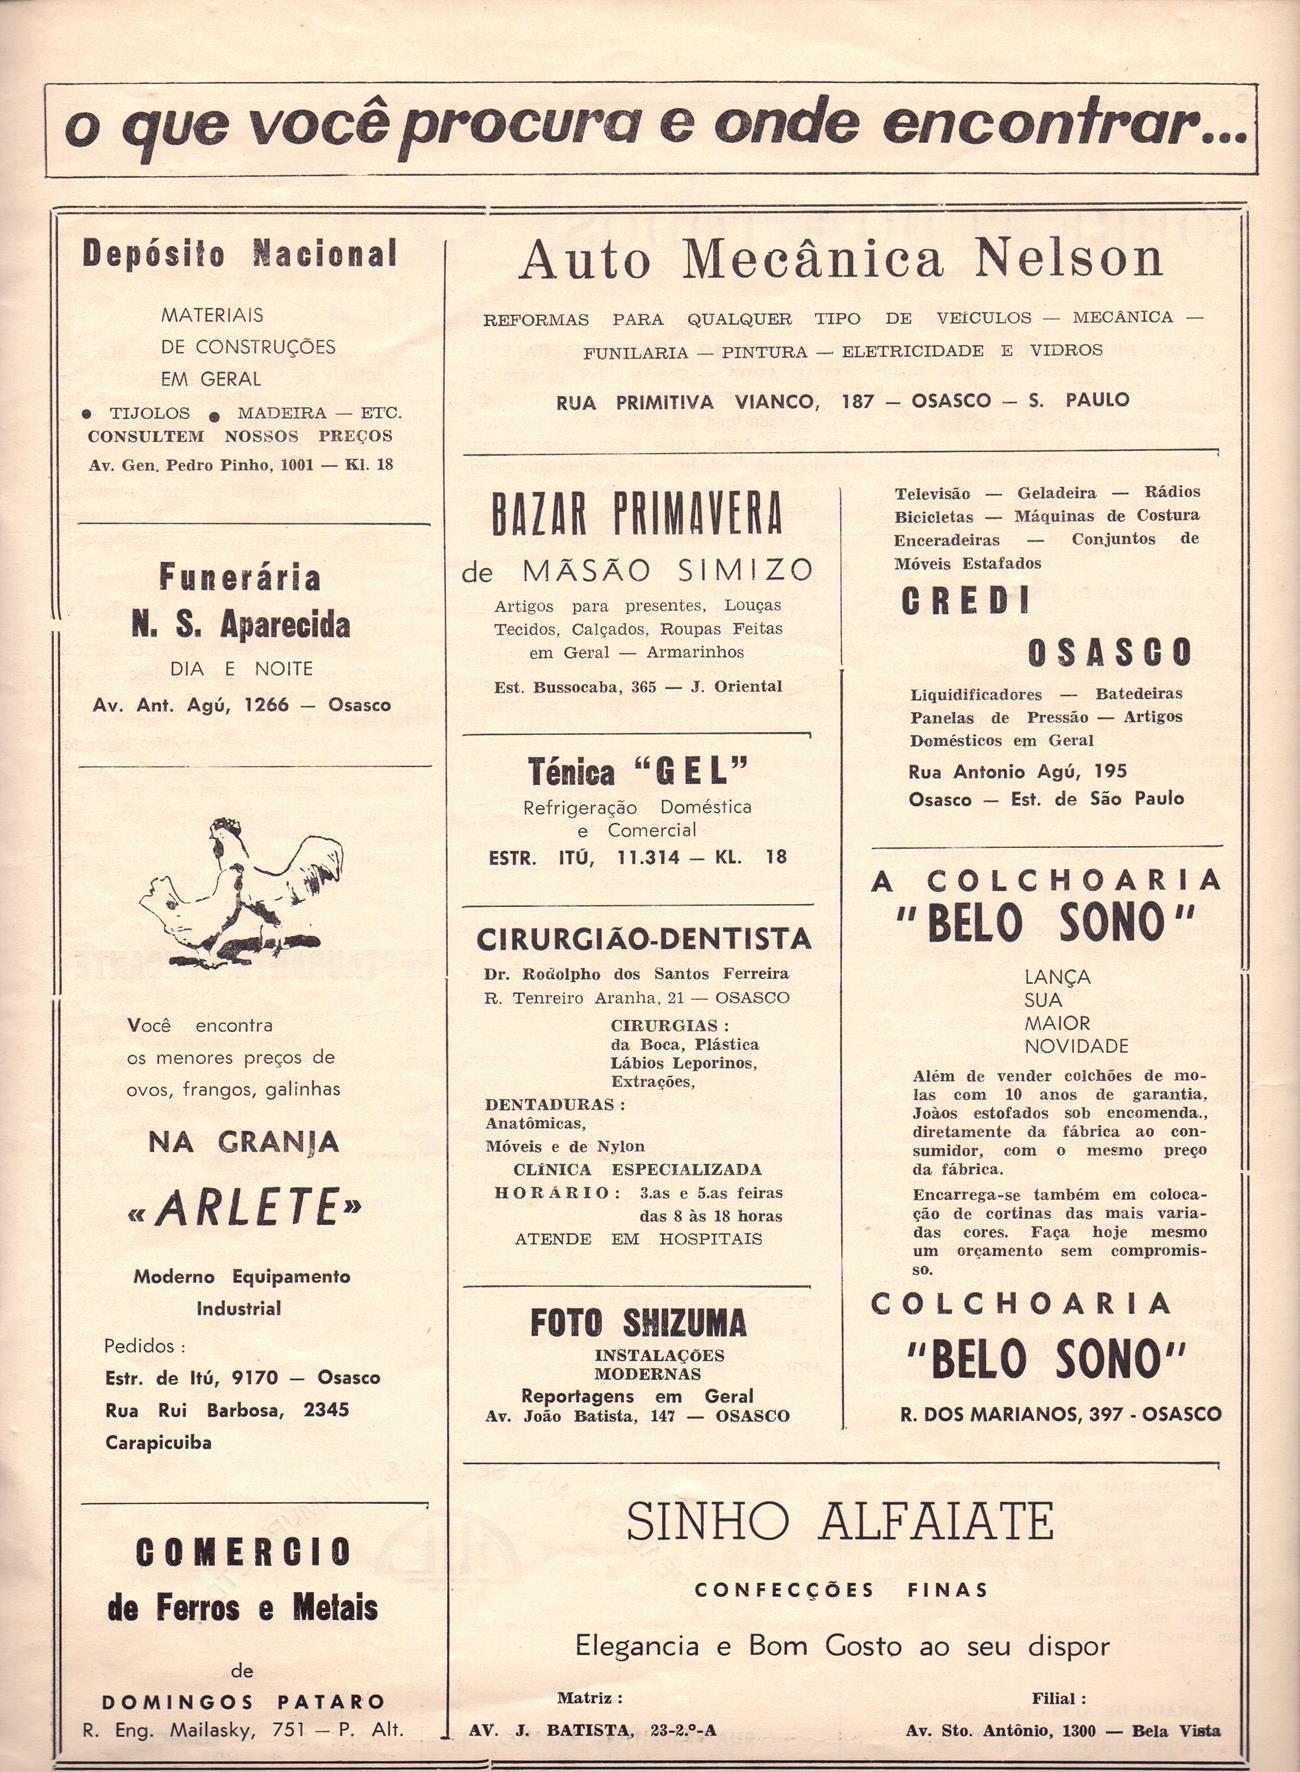 o que você procura e onde encontrar...
Depósito Nacional
MATERIAIS
DE CONSTRUÇÕES
EM GERAL
● TIJOLOS ● MADEIRA — ETC.
CONSULTEM NOSSOS PREÇOS
Av. Gen. Pedro Pinho, 1001 — Kl. 18
Funerária
N. S. Aparecida
DIA E NOITE
Av. Ant. Agú, 1266 — Osasco
Você encontra
os menores preços de
ovos, frangos, galinhas
NA GRANJA
«ARLETE»
Moderno Equipamento
Industrial
Pedidos :
Estr. de Itú, 9170 — Osasco
Rua Rui Barbosa, 2345
Carapicuiba
COMERCIO
de Ferros e Metais
de
DOMINGOS PATARO
R. Eng. Mailasky, 751 — P. Alt.
Auto Mecânica Nelson
REFORMAS PARA QUALQUER TIPO DE VEÍCULOS — MECÂNICA —
FUNILARIA — PINTURA — ELETRICIDADE E VIDROS
RUA PRIMITIVA VIANCO, 187 — OSASCO — S. PAULO
BAZAR PRIMAVERA
de MÃSÃO SIMIZO
Artigos para presentes, Louças
Tecidos, Calçados, Roupas Feitas
em Geral — Armarinhos
Est. Bussocaba, 365 — J. Oriental
Ténica “GEL”
Refrigeração Doméstica
e Comercial
ESTR. ITÚ, 11.314 — KL. 18
CIRURGIÃO-DENTISTA
Dr. Rodolpho dos Santos Ferreira
R. Tenreiro Aranha, 21 — OSASCO
CIRURGIAS :
da Boca, Plástica
Lábios Leporinos,
Extrações,
DENTADURAS :
Anatômicas,
Móveis e de Nylon
CLÍNICA ESPECIALIZADA
HORÁRIO: 3.as e 5.as feiras
das 8 às 18 horas
ATENDE EM HOSPITAIS
FOTO SHIZUMA
INSTALAÇÕES
MODERNAS
Reportagens em Geral
Av. João Batista, 147 — OSASCO
Televisão — Geladeira — Rádios
Bicicletas — Máquinas de Costura
Enceradeiras — Conjuntos de
Móveis Estafados
CREDI
OSASCO
Liquidificadores — Batedeiras
Panelas de Pressão — Artigos
Domésticos em Geral
Rua Antonio Agú, 195
Osasco — Est. de São Paulo
A COLCHOARIA
"BELO SONO"
LANÇA
SUA
MAIOR
NOVIDADE
Além de vender colchões de mo-
las com 10 anos de garantia,
Joàos estofados sob encomenda.,
diretamente da fábrica ao con-
sumidor, com o mesmo preço
da fábrica.
Encarrega-se também em coloca-
ção de cortinas das mais varia-
das cores. Faça hoje mesmo
um orçamento sem compromis-
so.
COLCHOARIA
"BELO SONO"
R. DOS MARIANOS, 397 - OSASCO
SINHO ALFAIATE
CONFECÇÕES FINAS
Elegancia e Bom Gosto ao seu dispor
Matriz :
AV. J. BATISTA, 23-2.º-A
Filial :
Av. Sto. Antônio, 1300 — Bela Vista